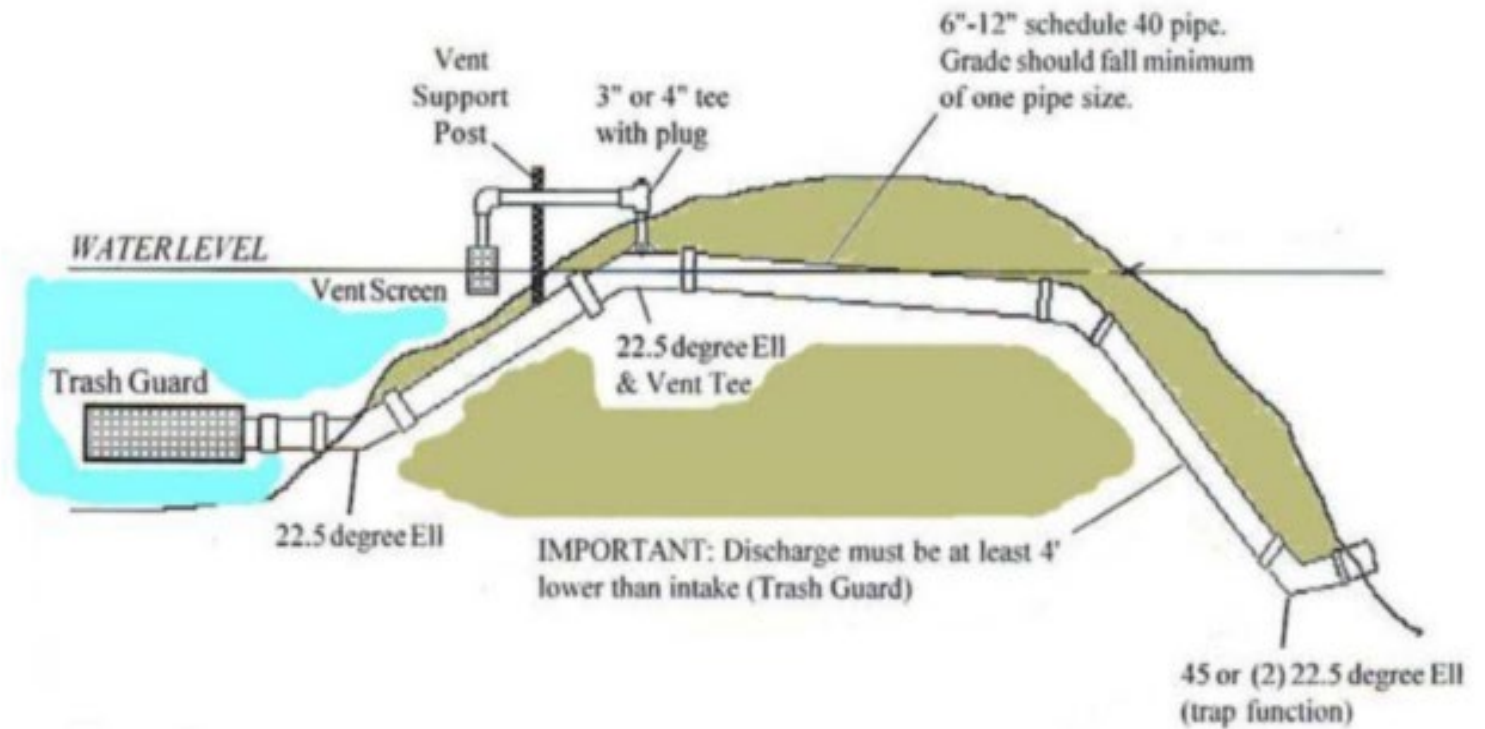 6"-12" schedule 40 pipe.
Grade should fall minimum
of one pipe size.
Vent
Support
Post
3" or 4" tee
with plug
WATER LEVEL
Vent Screen
Trash Guard
22.5 degree Ell
& Vent Tee
22.5 degree Ell
IMPORTANT: Discharge must be at least 4'
lower than intake (Trash Guard)
45 or (2) 22.5 degree Ell
(trap function)